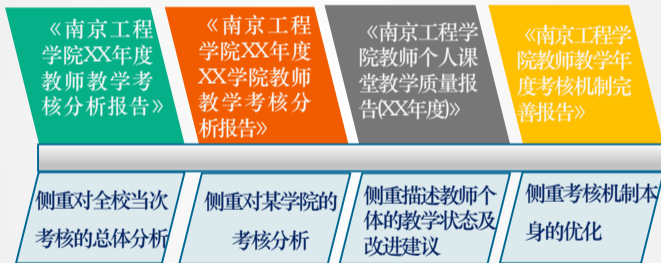 《南京工程
学院XX年度
教师教学考
核分析报告》
《南京工程
学院XX年度
XX学院教师
教学考核分
析报告》
《南京工程学
院教师个人课
堂教学质量报
告(XX年度)》
《南京工程学
院教师教学年
度考核机制完
善报告》
侧重对全校当次
考核的总体分析
侧重对某学院的
考核分析
侧重描述教师个
体的教学状态及
改进建议
侧重考核机制本
身的优化